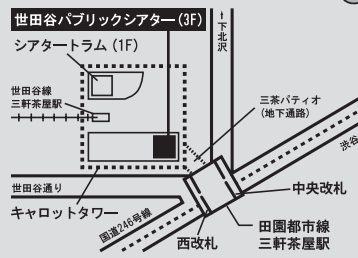 世田谷パブリックシアター(3F)
シアタートラム(1F)
↑下北沢
世田谷線
三軒茶屋駅
三茶パティオ
(地下通路)
渋谷
世田谷通り
キャロットタワー
国道246号線
中央改札
西改札
田園都市線
三軒茶屋駅